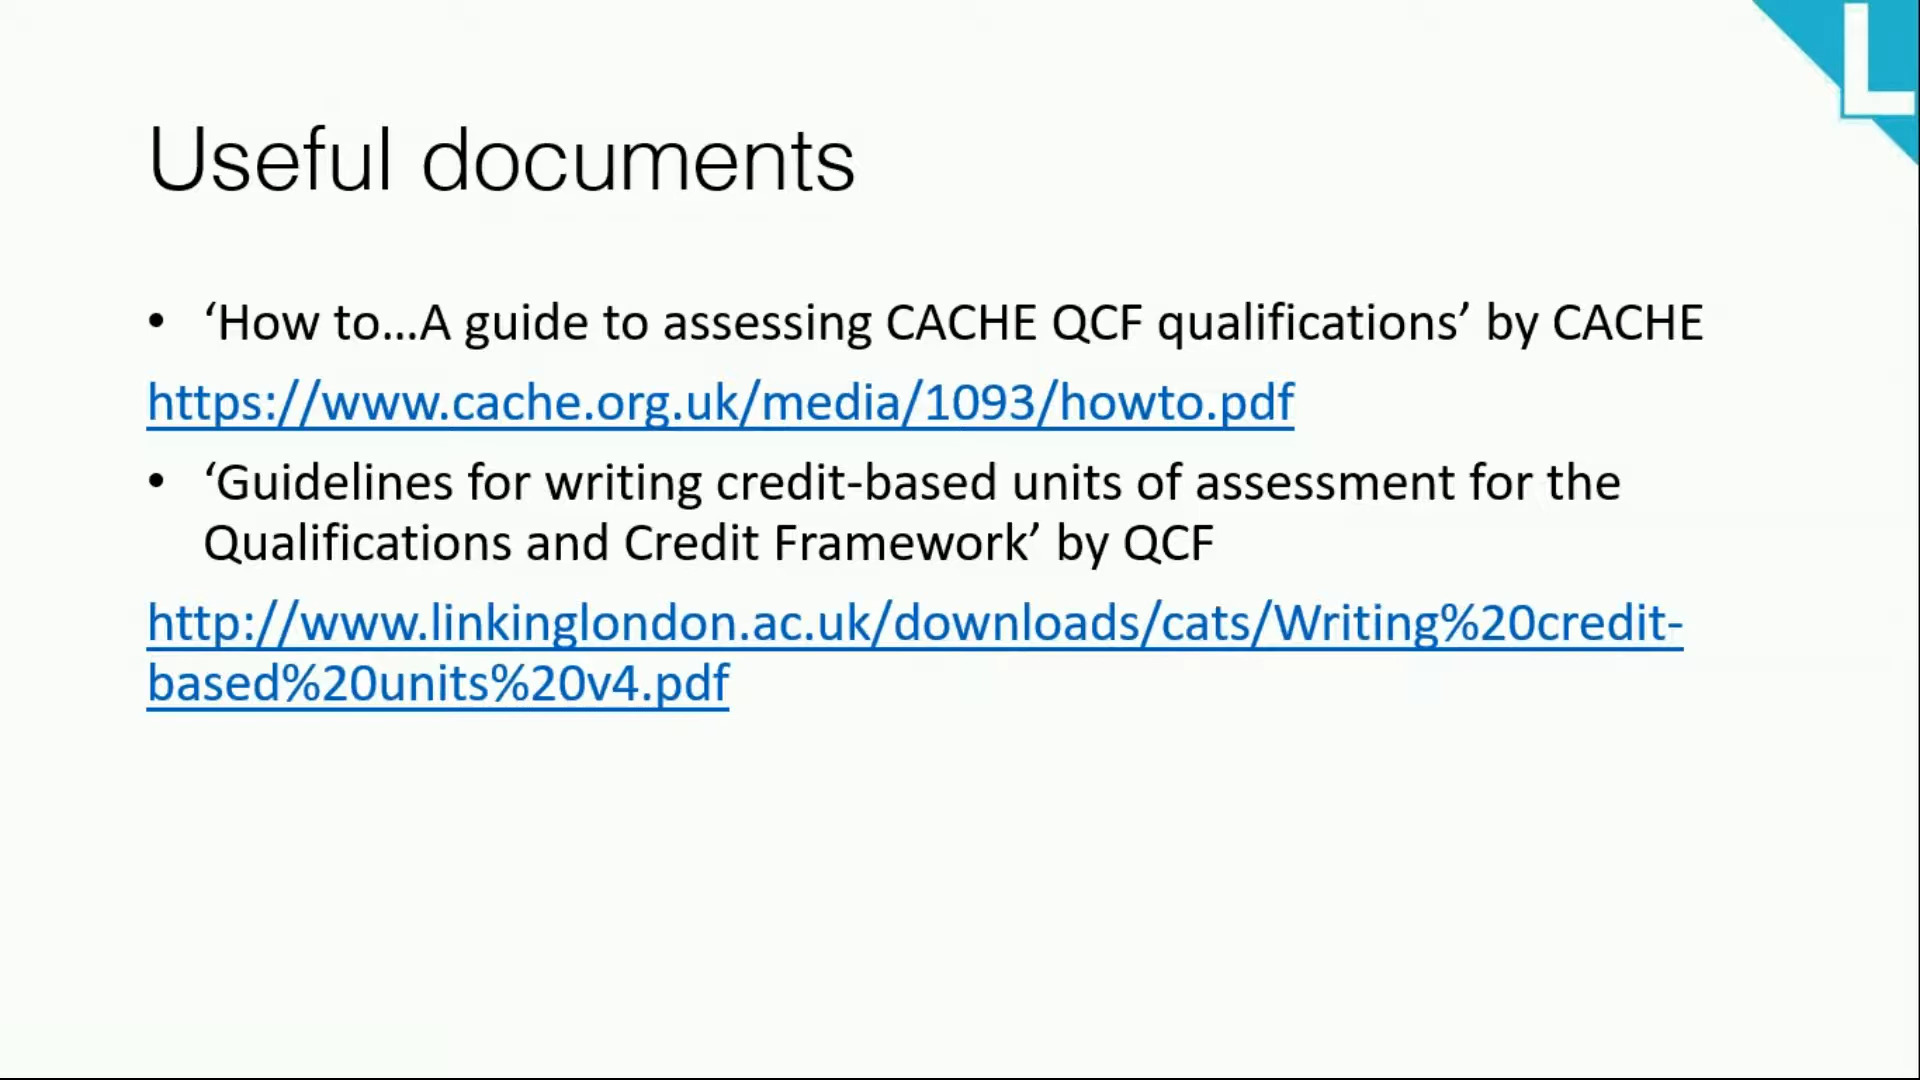 L
Useful documents
• ‘How to…A guide to assessing CACHE QCF qualifications’ by CACHE
https://www.cache.org.uk/media/1093/howto.pdf
• ‘Guidelines for writing credit-based units of assessment for the
Qualifications and Credit Framework’ by QCF
http://www.linkinglondon.ac.uk/downloads/cats/Writing%20credit-
based%20units%20v4.pdf